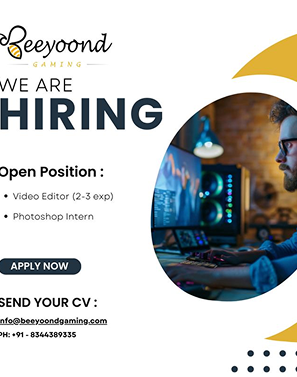 Beeyoond
GAMING
WE ARE
HIRING
Open Position :
• Video Editor (2-3 exp)
• Photoshop Intern
APPLY NOW
SEND YOUR CV :
info@beeyoondgaming.com
PH: +91 - 8344389335